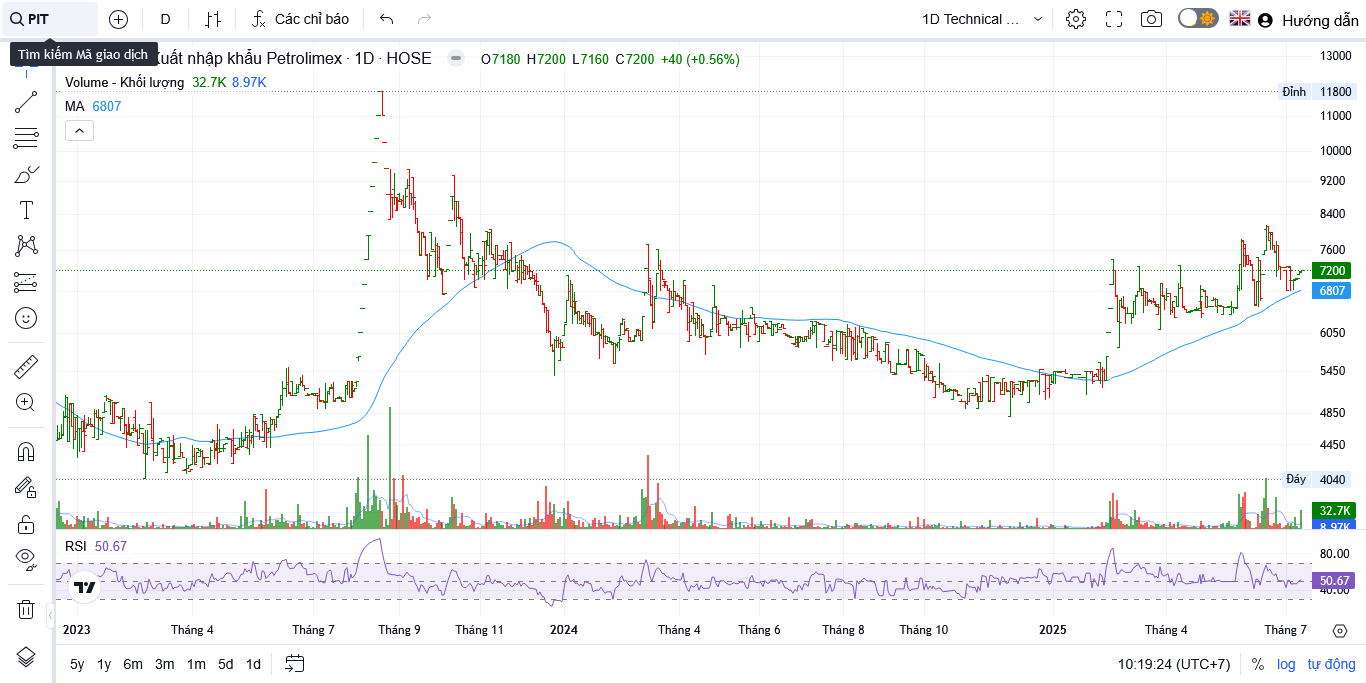 PIT
D
Các chỉ báo
1D Technical ...
Hướng dẫn
Tìm kiếm Mã giao dịch
Xuất nhập khẩu Petrolimex · 1D · HOSE
O7180 H7200 L7160 C7200 +40 (+0.56%)
Volume - Khối lượng 32.7K 8.97K
MA 6807
13000
Đỉnh 11800
11000
10000
9200
8400
7600
7200
6807
6050
5450
4850
4450
Đáy 4040
32.7K
8.97K
RSI 50.67
80.00
50.67
40.00
2023 Tháng 4 Tháng 7 Tháng 9 Tháng 11 2024 Tháng 4 Tháng 6 Tháng 8 Tháng 10 2025 Tháng 4 Tháng 7
5y 1y 6m 3m 1m 5d 1d
10:19:24 (UTC+7) % log tự động